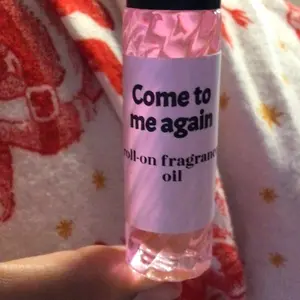 Come to
me again
roll-on fragranc
oil